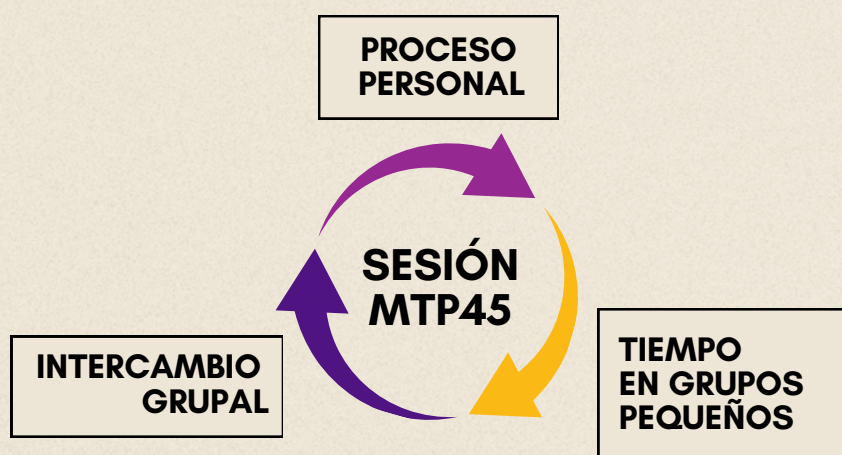 PROCESO
PERSONAL
SESIÓN
MTP45
TIEMPO
EN GRUPOS
PEQUEÑOS
INTERCAMBIO
GRUPAL